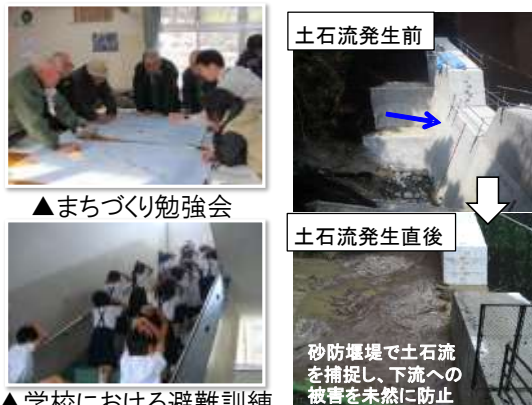 ▲まちづくり勉強会
▲学校における避難訓練
土石流発生前
土石流発生直後
砂防堰堤で土石流
を捕捉し、下流への
被害を未然に防止